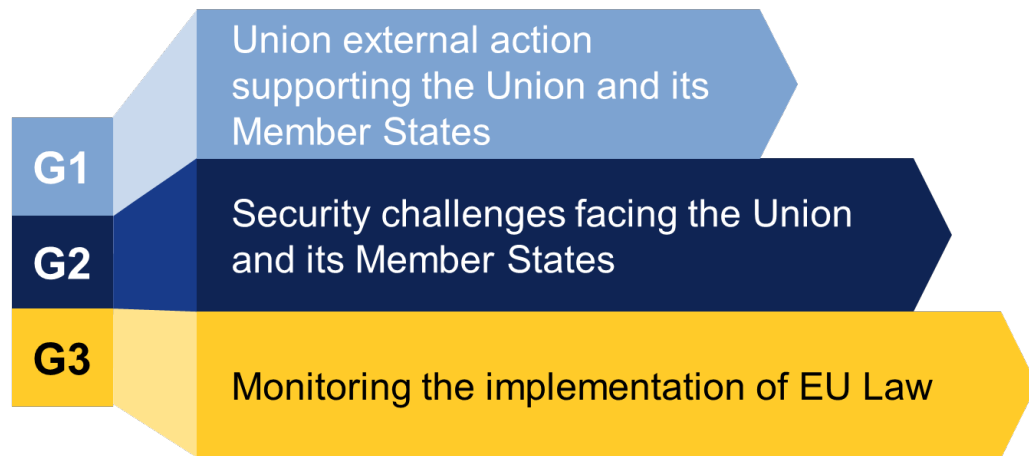 G1
Union external action
supporting the Union and its
Member States
G2
Security challenges facing the Union
and its Member States
G3
Monitoring the implementation of EU Law